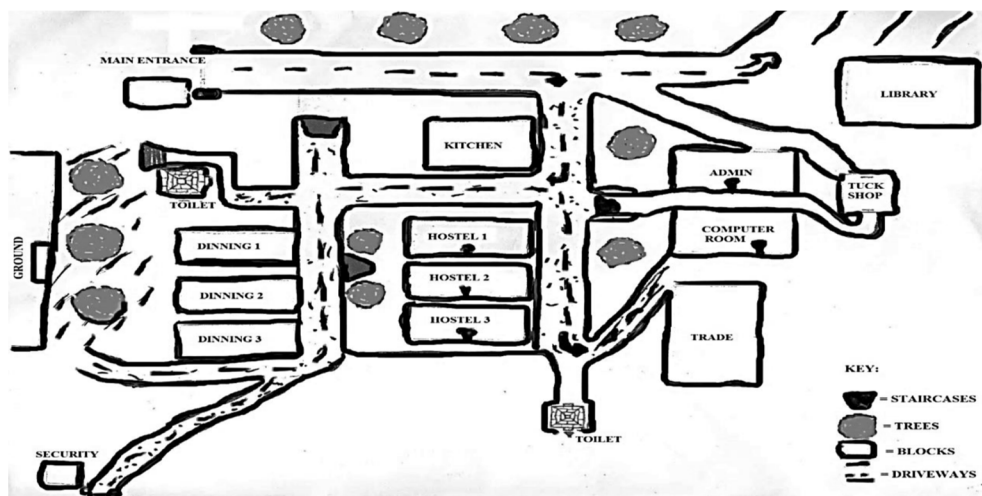 MAIN ENTRANCE
LIBRARY
KITCHEN
ADMIN
TUCK
SHOP
TOILET
GROUND
DINNING 1
HOSTEL 1
COMPUTER
ROOM
DINNING 2
HOSTEL 2
DINNING 3
HOSTEL 3
TRADE
KEY:
= STAIRCASES
= TREES
= BLOCKS
= DRIVEWAYS
TOILET
SECURITY